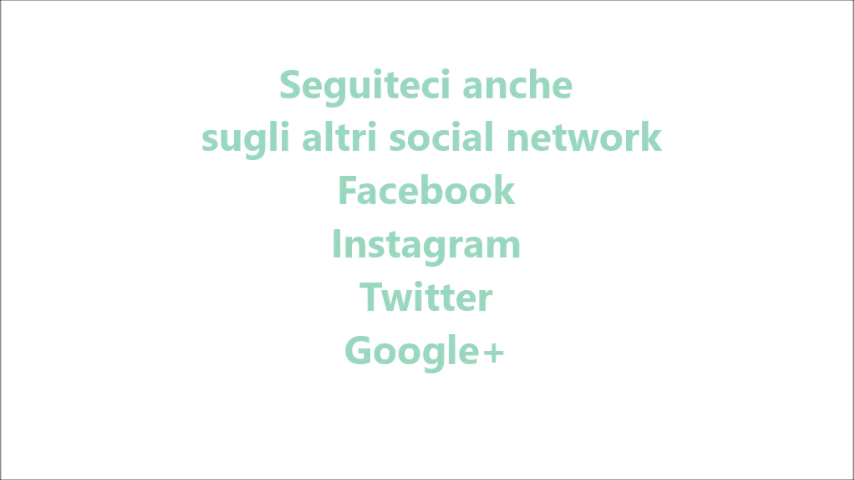 Seguiteci anche
sugli altri social network
Facebook
Instagram
Twitter
Google+